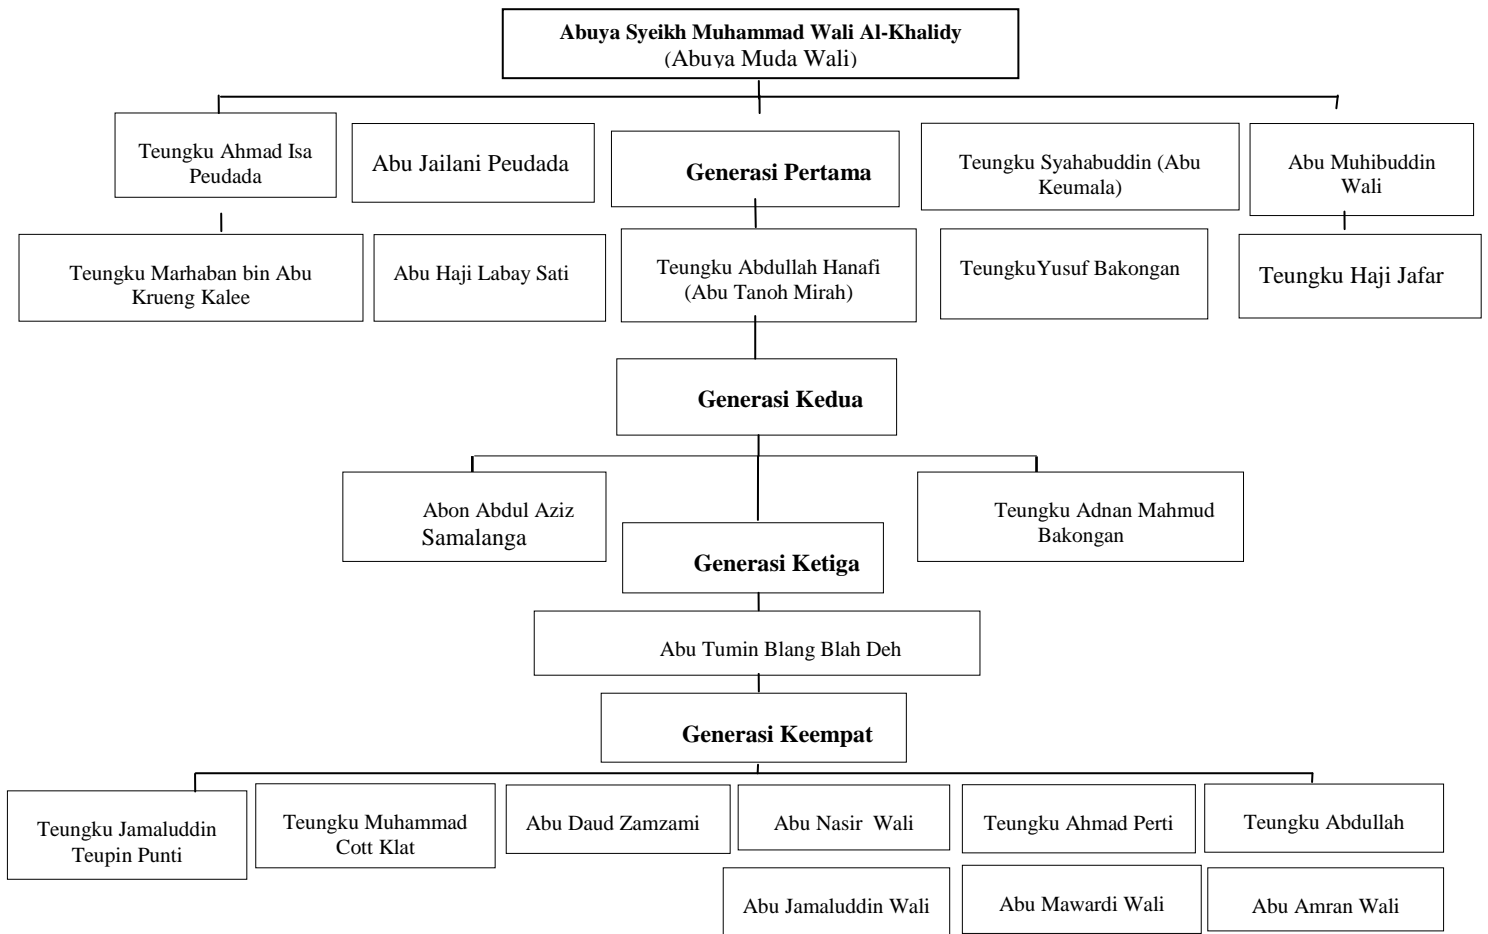 Abuya Syeikh Muhammad Wali Al-Khalidy
(Abuya Muda Wali)
Teungku Ahmad Isa
Peudada
Abu Jailani Peudada
Generasi Pertama
Teungku Syahabuddin (Abu
Keumala)
Abu Muhibuddin
Wali
Teungku Marhaban bin Abu
Krueng Kalee
Abu Haji Labay Sati
Teungku Abdullah Hanafi
(Abu Tanoh Mirah)
TeungkuYusuf Bakongan
Teungku Haji Jafar
Generasi Kedua
Abon Abdul Aziz
Samalanga
Teungku Adnan Mahmud
Bakongan
Generasi Ketiga
Abu Tumin Blang Blah Deh
Generasi Keempat
Teungku Jamaluddin
Teupin Punti
Teungku Muhammad
Cott Klat
Abu Daud Zamzami
Abu Nasir  Wali
Teungku Ahmad Perti
Teungku Abdullah
Abu Jamaluddin Wali
Abu Mawardi Wali
Abu Amran Wali